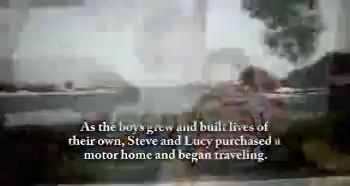 As the boys grew and built lives of
their own, Steve and Lucy purchased a
motor home and began traveling.